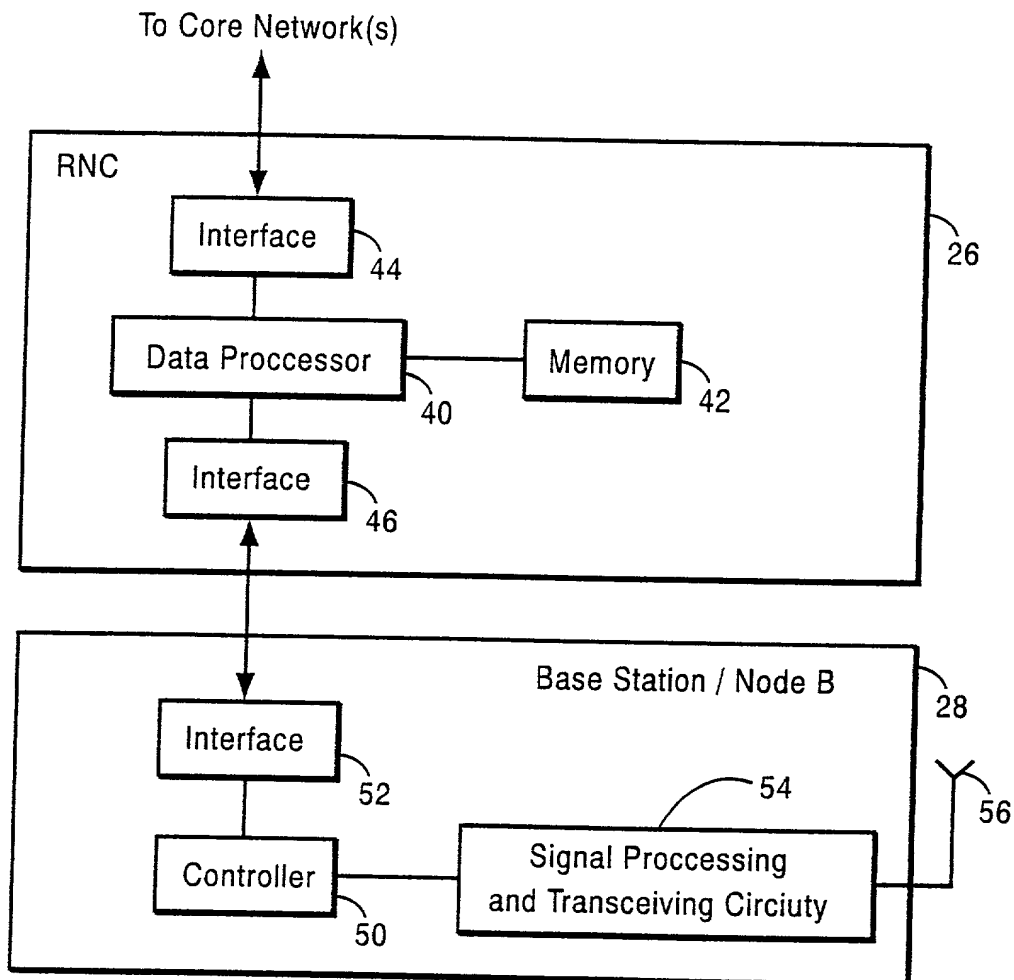 To Core Network(s)
RNC
Interface
44
26
Data Proccessor
40
Memory
42
Interface
46
Base Station / Node B
28
Interface
52
54
56
Controller
50
Signal Proccessing
and Transceiving Circiuty